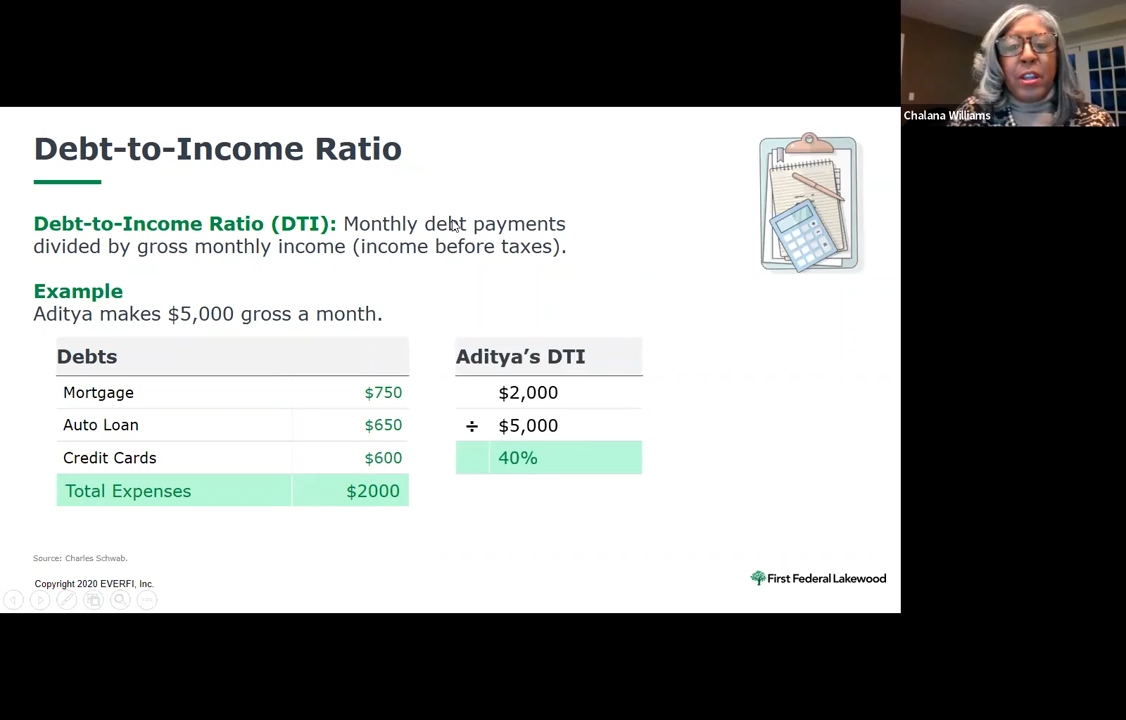 Chalana Williams
Debt-to-Income Ratio
Debt-to-Income Ratio (DTI): Monthly debt payments
divided by gross monthly income (income before taxes).
Example
Aditya makes $5,000 gross a month.
Debts
Mortgage $750
Auto Loan $650
Credit Cards $600
Total Expenses $2000
Aditya’s DTI
$2,000
÷ $5,000
40%
Source: Charles Schwab.
Copyright 2020 EVERFI, Inc.
First Federal Lakewood